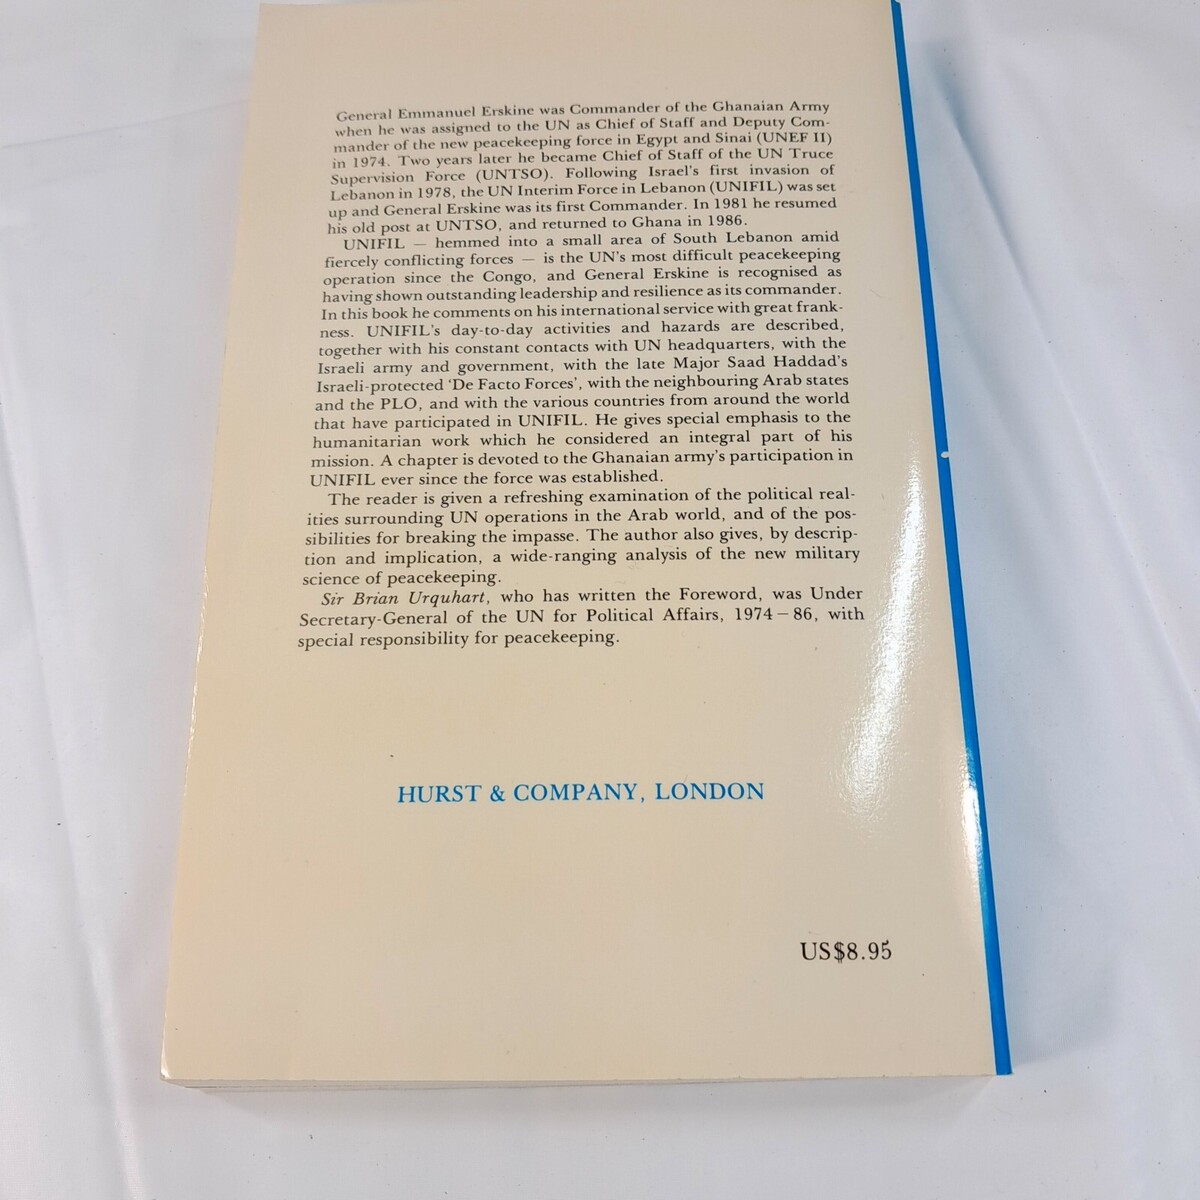 General Emmanuel Erskine was Commander of the Ghanaian Army
when he was assigned to the UN as Chief of Staff and Deputy Com-
mander of the new peacekeeping force in Egypt and Sinai (UNEF II)
in 1974. Two years later he became Chief of Staff of the UN Truce
Supervision Force (UNTSO). Following Israel's first invasion of
Lebanon in 1978, the UN Interim Force in Lebanon (UNIFIL) was set
up and General Erskine was its first Commander. In 1981 he resumed
his old post at UNTSO, and returned to Ghana in 1986.
UNIFIL — hemmed into a small area of South Lebanon amid
fiercely conflicting forces — is the UN's most difficult peacekeeping
operation since the Congo, and General Erskine is recognised as
having shown outstanding leadership and resilience as its commander.
In this book he comments on his international service with great frank-
ness. UNIFIL's day-to-day activities and hazards are described,
together with his constant contacts with UN headquarters, with the
Israeli army and government, with the late Major Saad Haddad's
Israeli-protected 'De Facto Forces', with the neighbouring Arab states
and the PLO, and with the various countries from around the world
that have participated in UNIFIL. He gives special emphasis to the
humanitarian work which he considered an integral part of his
mission. A chapter is devoted to the Ghanaian army's participation in
UNIFIL ever since the force was established.
The reader is given a refreshing examination of the political real-
ities surrounding UN operations in the Arab world, and of the pos-
sibilities for breaking the impasse. The author also gives, by descrip-
tion and implication, a wide-ranging analysis of the new military
science of peacekeeping.
Sir Brian Urquhart, who has written the Foreword, was Under
Secretary-General of the UN for Political Affairs, 1974–86, with
special responsibility for peacekeeping.
HURST & COMPANY, LONDON
US$8.95